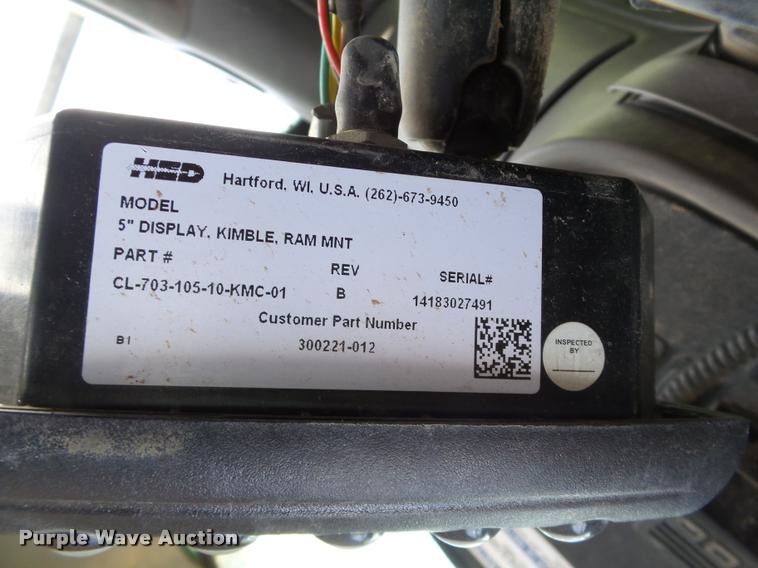 HED Hartford, WI, U.S.A. (262)-673-9450
MODEL
5" DISPLAY, KIMBLE, RAM MNT
PART # REV SERIAL#
CL-703-105-10-KMC-01 B 14183027491
Customer Part Number
B1 300221-012
INSPECTED
BY
Purple Wave Auction